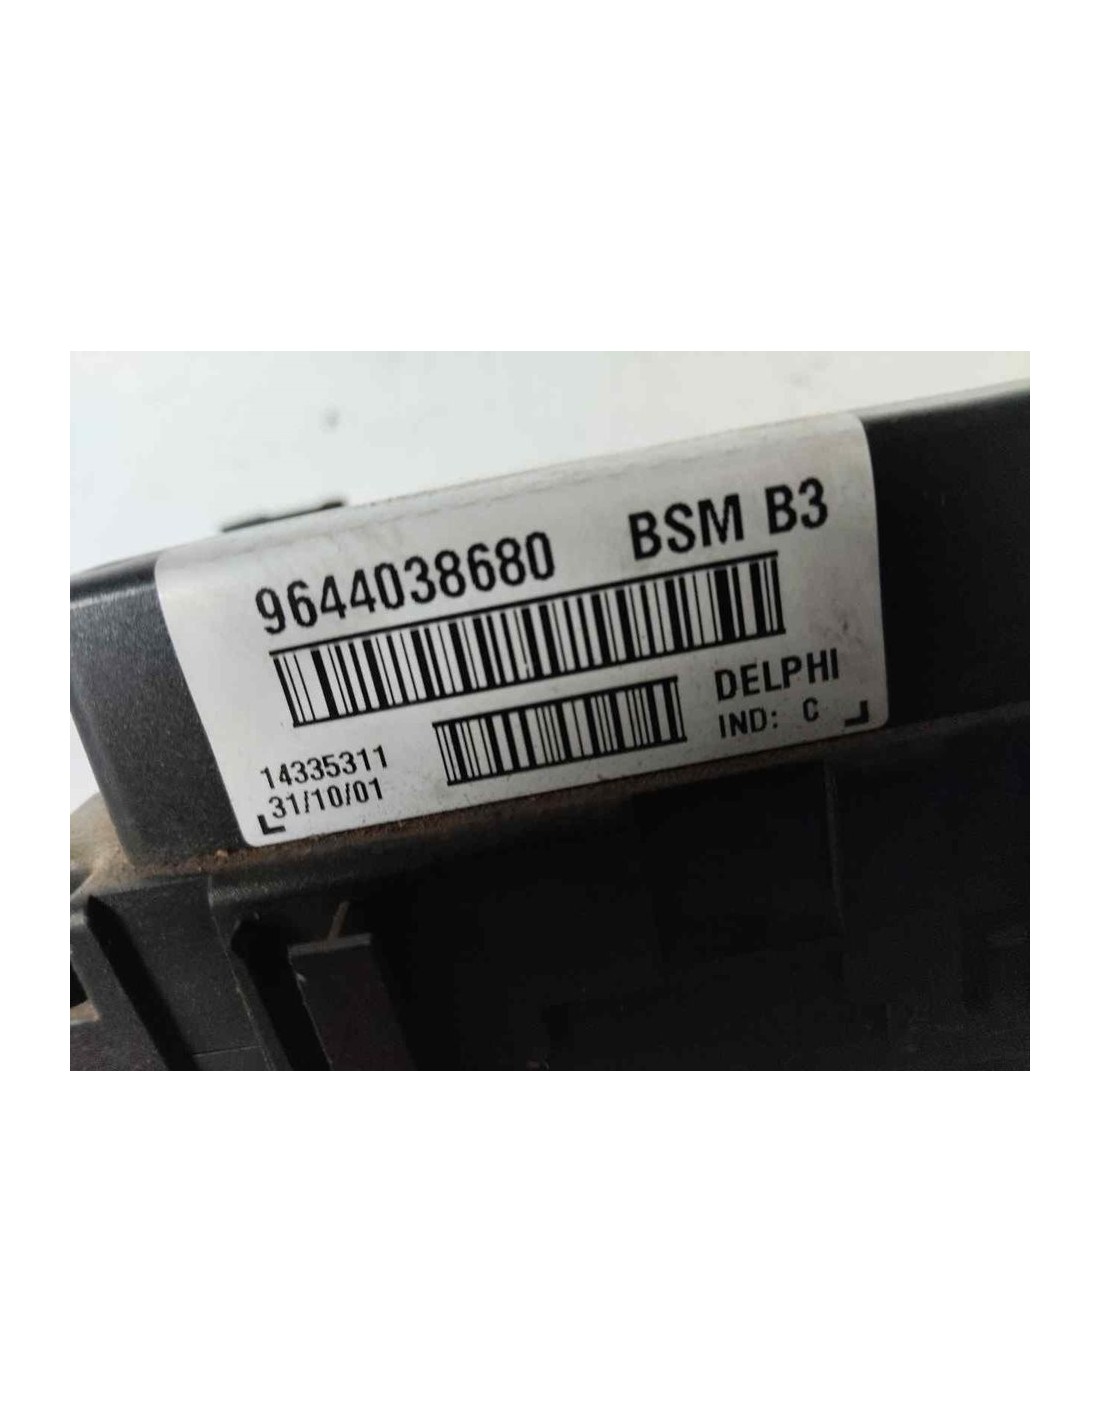 9644038680 BSM B3
DELPHI
IND: C
14335311
31/10/01